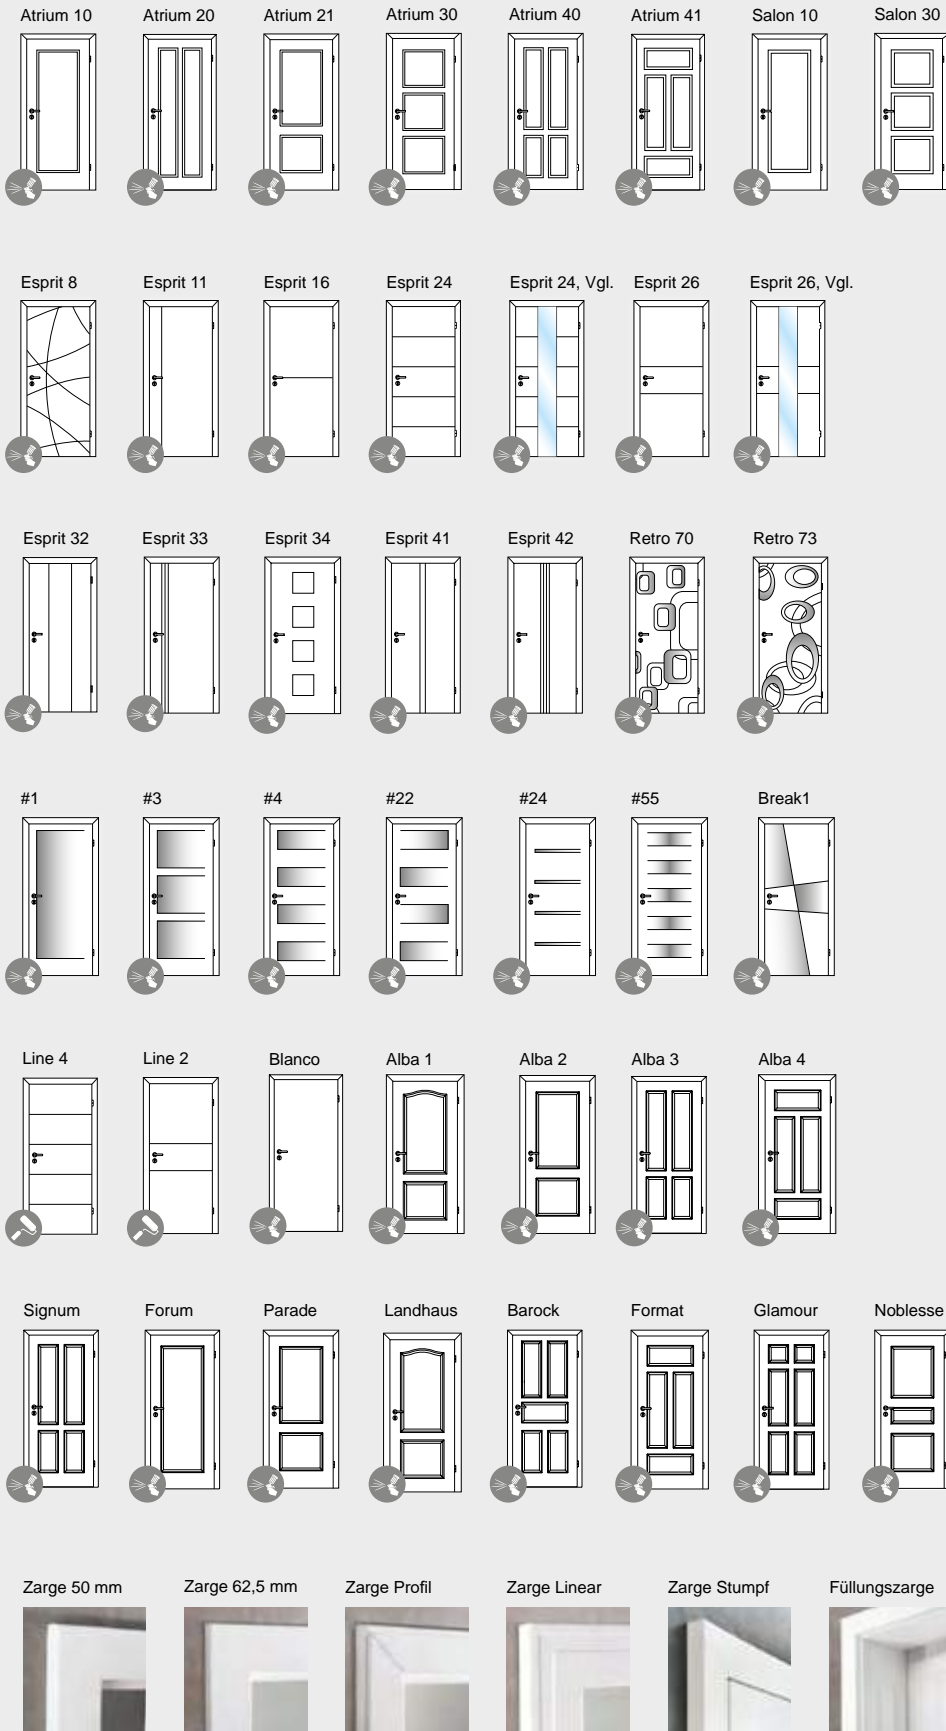 Atrium 10 Atrium 20 Atrium 21 Atrium 30 Atrium 40 Atrium 41 Salon 10 Salon 30
Esprit 8 Esprit 11 Esprit 16 Esprit 24 Esprit 24, Vgl. Esprit 26 Esprit 26, Vgl.
Esprit 32 Esprit 33 Esprit 34 Esprit 41 Esprit 42 Retro 70 Retro 73
#1 #3 #4 #22 #24 #55 Break1
Line 4 Line 2 Blanco Alba 1 Alba 2 Alba 3 Alba 4
Signum Forum Parade Landhaus Barock Format Glamour Noblesse
Zarge 50 mm Zarge 62,5 mm Zarge Profil Zarge Linear Zarge Stumpf Füllungszarge